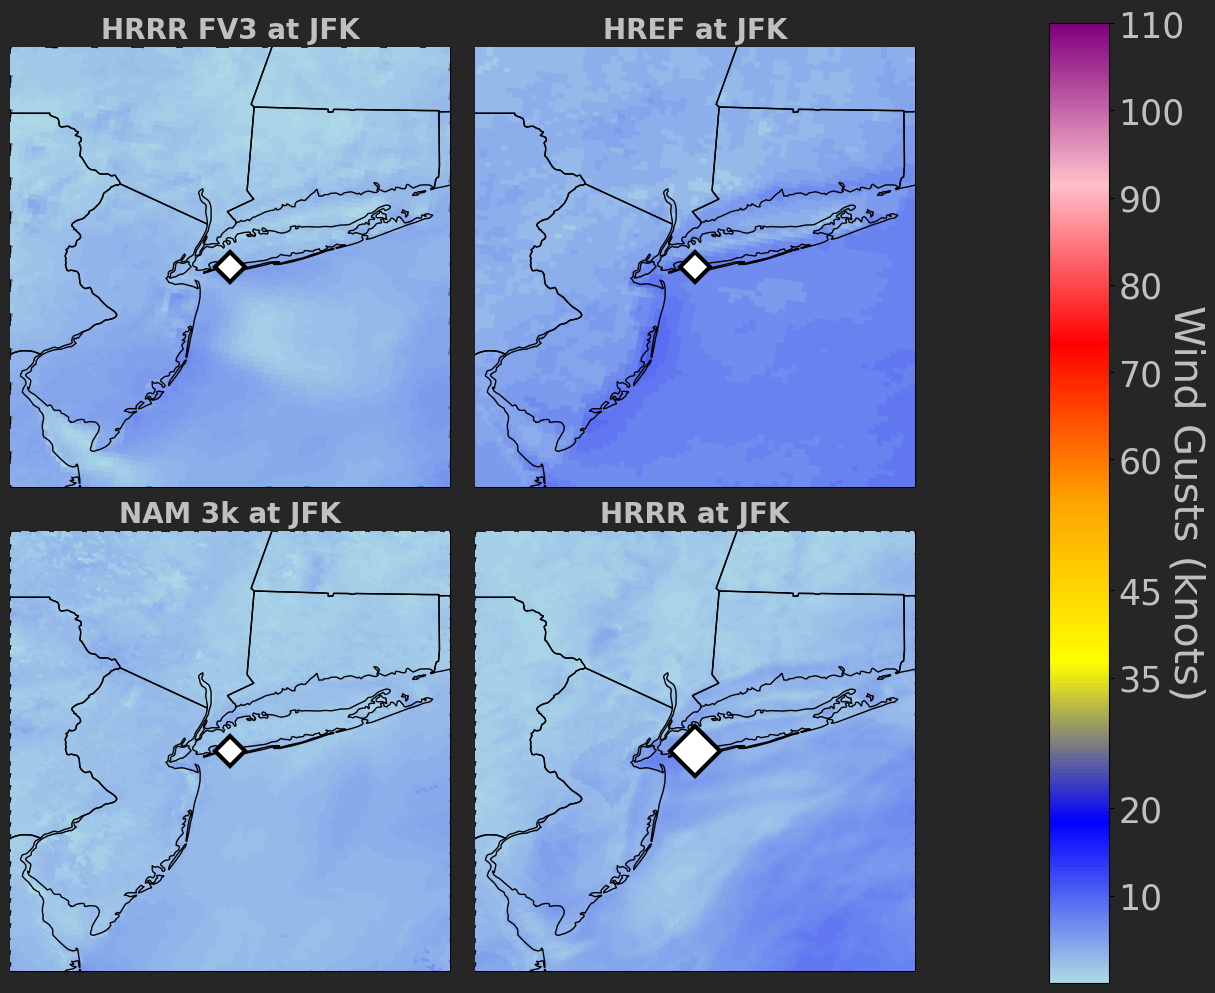 HRRR FV3 at JFK
HREF at JFK
NAM 3k at JFK
HRRR at JFK
110
100
90
80
70
60
45
35
20
10
Wind Gusts (knots)